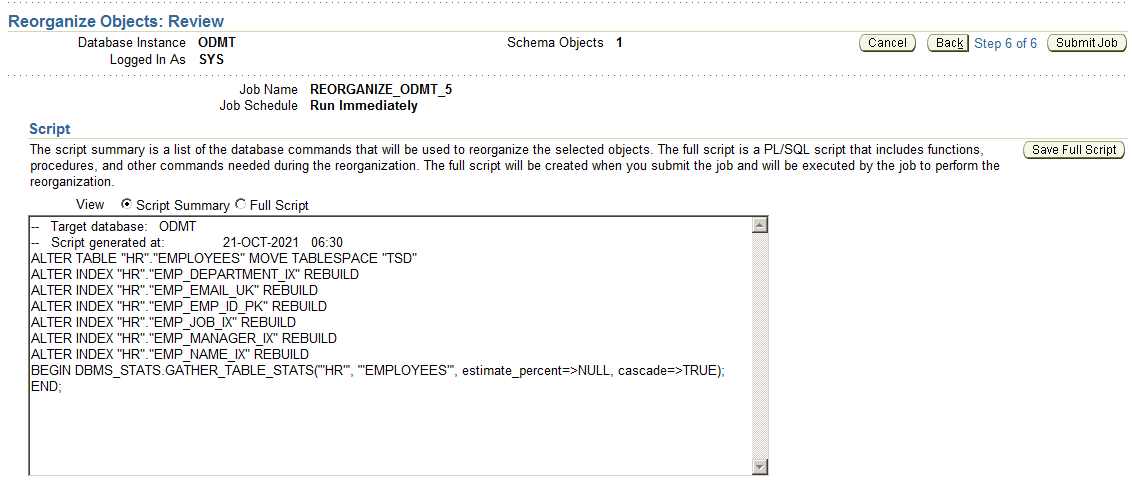 Reorganize Objects: Review
Database Instance ODMT
Schema Objects 1
Cancel Back Step 6 of 6 Submit Job
Logged In As SYS
Job Name REORGANIZE_ODMT_5
Job Schedule Run Immediately
Script
The script summary is a list of the database commands that will be used to reorganize the selected objects. The full script is a PL/SQL script that includes functions,
procedures, and other commands needed during the reorganization. The full script will be created when you submit the job and will be executed by the job to perform the
reorganization.
Save Full Script
View Script Summary Full Script
-- Target database: ODMT
-- Script generated at: 21-OCT-2021 06:30
ALTER TABLE "HR"."EMPLOYEES" MOVE TABLESPACE "TSD"
ALTER INDEX "HR"."EMP_DEPARTMENT_IX" REBUILD
ALTER INDEX "HR"."EMP_EMAIL_UK" REBUILD
ALTER INDEX "HR"."EMP_EMP_ID_PK" REBUILD
ALTER INDEX "HR"."EMP_JOB_IX" REBUILD
ALTER INDEX "HR"."EMP_MANAGER_IX" REBUILD
ALTER INDEX "HR"."EMP_NAME_IX" REBUILD
BEGIN DBMS_STATS.GATHER_TABLE_STATS('"HR"', '"EMPLOYEES"', estimate_percent=>NULL, cascade=>TRUE);
END;